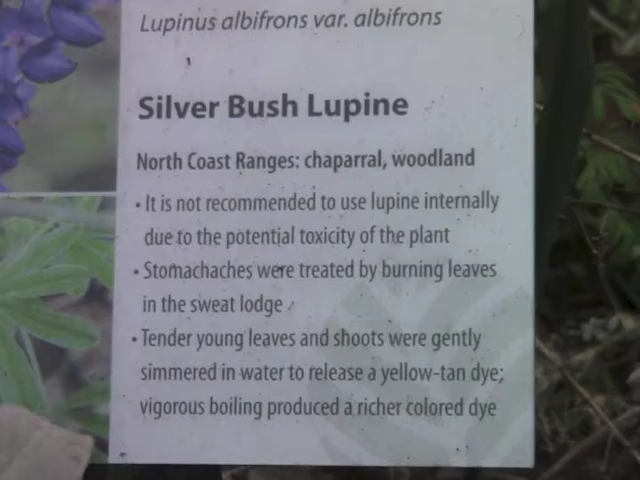 Lupinus albifrons var. albifrons
Silver Bush Lupine
North Coast Ranges: chaparral, woodland
• It is not recommended to use lupine internally
due to the potential toxicity of the plant
• Stomachaches were treated by burning leaves
in the sweat lodge
• Tender young leaves and shoots were gently
simmered in water to release a yellow-tan dye;
vigorous boiling produced a richer colored dye